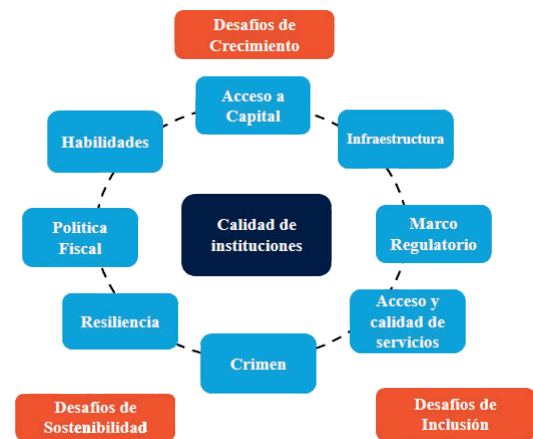 Desafíos de
Crecimiento
Acceso a
Capital
Habilidades
Infraestructura
Política
Fiscal
Calidad de
instituciones
Marco
Regulatorio
Resiliencia
Acceso y
calidad de
servicios
Crimen
Desafíos de
Sostenibilidad
Desafíos de
Inclusión